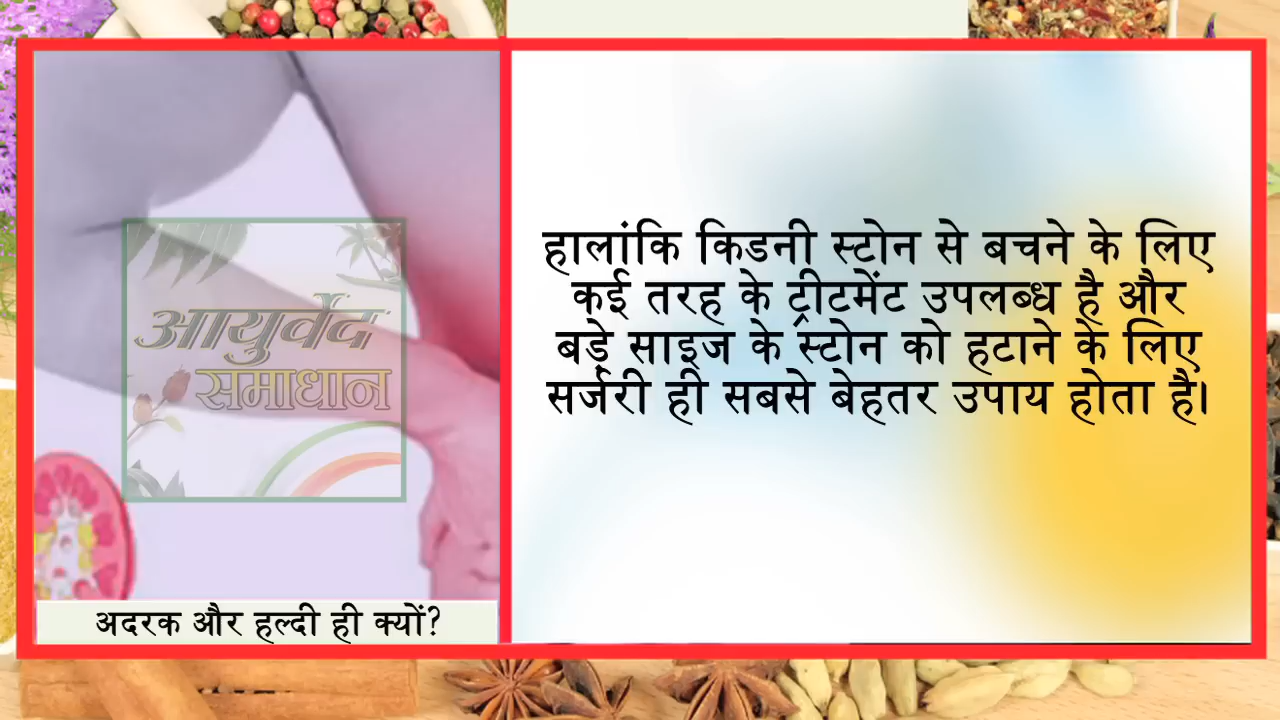 हालांकि किडनी स्टोन से बचने के लिए
कई तरह के ट्रीटमेंट उपलब्ध है और
बड़े साइज के स्टोन को हटाने के लिए
सर्जरी ही सबसे बेहतर उपाय होता है।
आयुर्वेद
समाधान
अदरक और हल्दी ही क्यों?